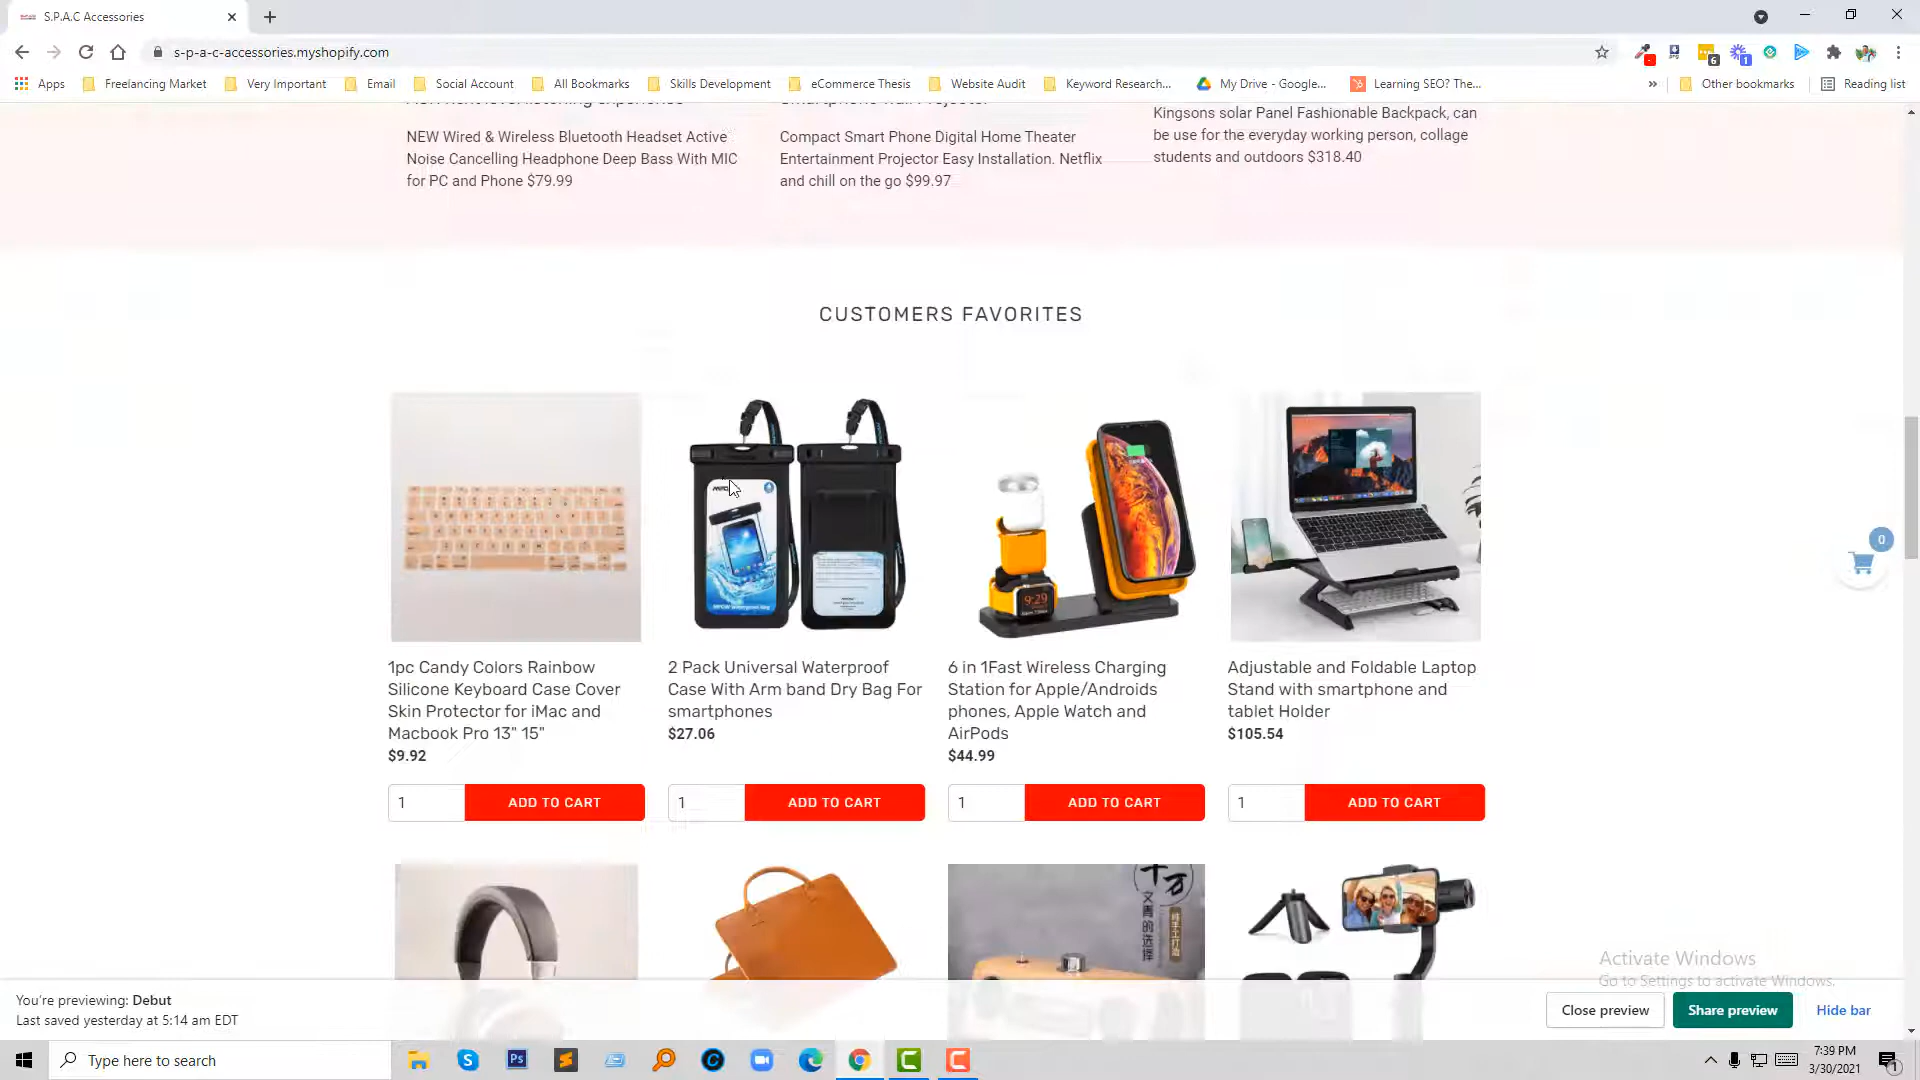 S.P.A.C Accessories
s-p-a-c-accessories.myshopify.com
Apps
Freelancing Market
Very Important
Email
Social Account
All Bookmarks
Skills Development
eCommerce Thesis
Website Audit
Keyword Research...
My Drive - Google...
Learning SEO? The...
Other bookmarks
Reading list
NEW Wired & Wireless Bluetooth Headset Active
Noise Cancelling Headphone Deep Bass With MIC
for PC and Phone $79.99
Compact Smart Phone Digital Home Theater
Entertainment Projector Easy Installation. Netflix
and chill on the go $99.97
Kingsons solar Panel Fashionable Backpack, can
be use for the everyday working person, collage
students and outdoors $318.40
CUSTOMERS FAVORITES
9:29
0
1pc Candy Colors Rainbow
Silicone Keyboard Case Cover
Skin Protector for iMac and
Macbook Pro 13" 15"
$9.92
1
ADD TO CART
2 Pack Universal Waterproof
Case With Arm band Dry Bag For
smartphones
$27.06
1
ADD TO CART
6 in 1Fast Wireless Charging
Station for Apple/Androids
phones, Apple Watch and
AirPods
$44.99
1
ADD TO CART
Adjustable and Foldable Laptop
Stand with smartphone and
tablet Holder
$105.54
1
ADD TO CART
千万
文青的选择
Activate Windows
Go to Settings to activate Windows.
You're previewing: Debut
Last saved yesterday at 5:14 am EDT
Close preview
Share preview
Hide bar
Type here to search
7:39 PM
3/30/2021